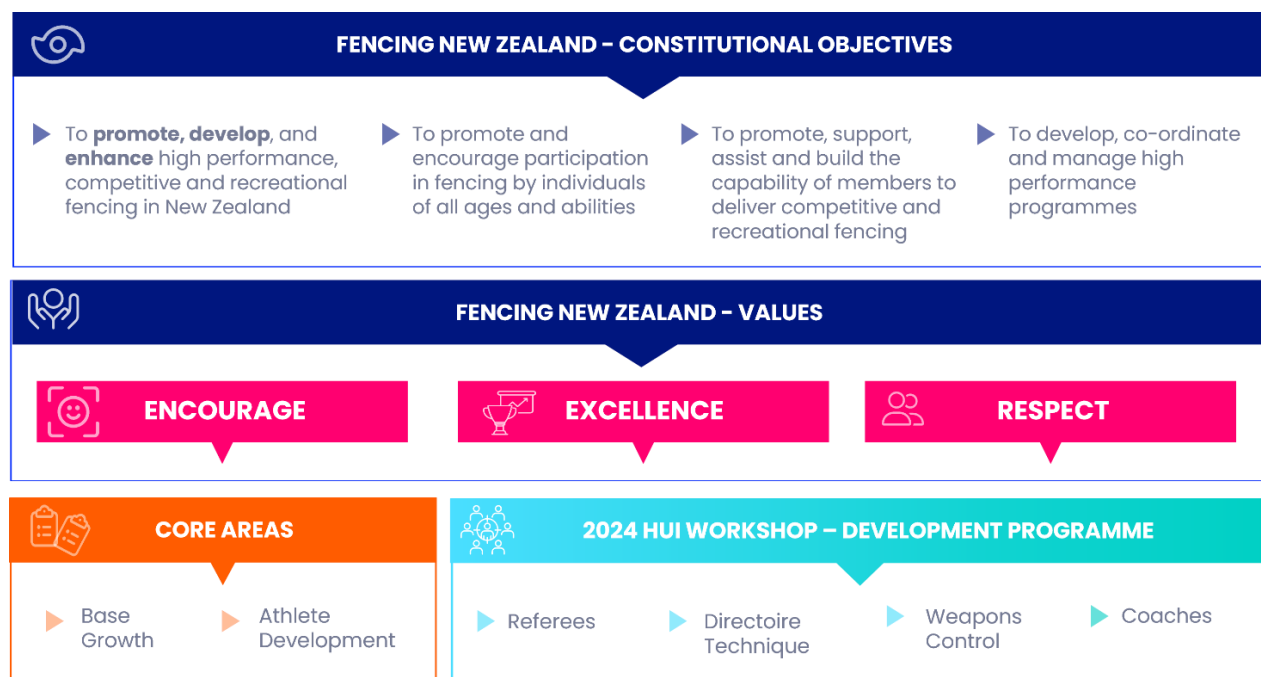 FENCING NEW ZEALAND - CONSTITUTIONAL OBJECTIVES
To promote, develop, and
enhance high performance,
competitive and recreational
fencing in New Zealand
To promote and
encourage participation
in fencing by individuals
of all ages and abilities
To promote, support,
assist and build the
capability of members to
deliver competitive and
recreational fencing
To develop, co-ordinate
and manage high
performance
programmes
FENCING NEW ZEALAND - VALUES
ENCOURAGE
EXCELLENCE
RESPECT
CORE AREAS
Base
Growth
Athlete
Development
2024 HUI WORKSHOP – DEVELOPMENT PROGRAMME
Referees
Directoire
Technique
Weapons
Control
Coaches